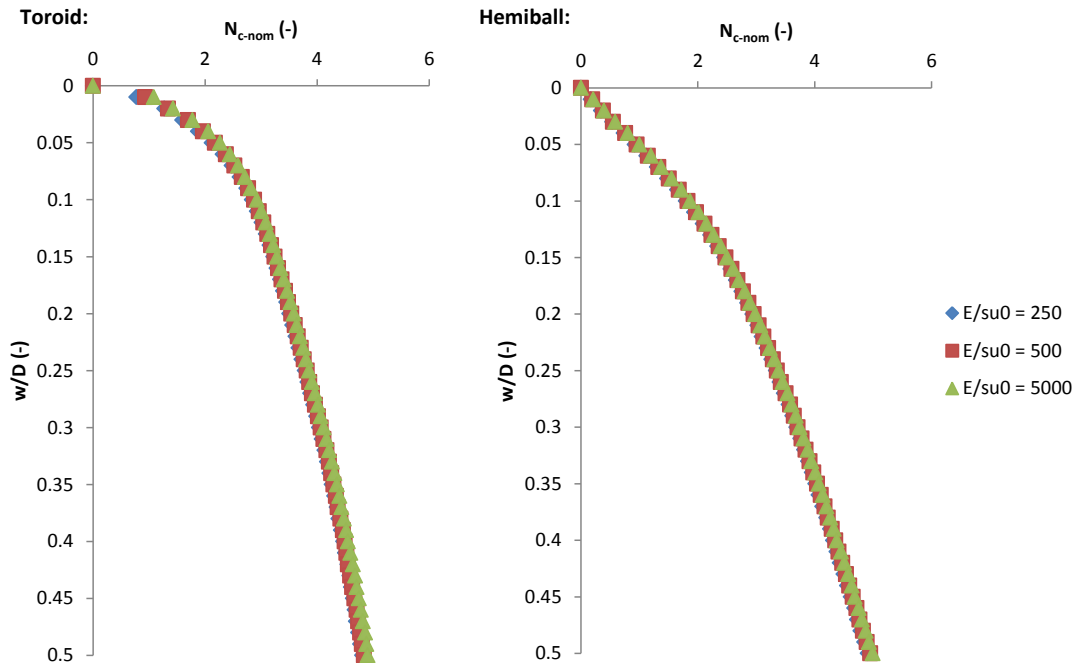 Toroid:
N_c-nom (-)
0 2 4 6
0
0.05
0.1
0.15
0.2
0.25
0.3
0.35
0.4
0.45
0.5
w/D (-)
Hemiball:
N_c-nom (-)
0 2 4 6
0
0.05
0.1
0.15
0.2
0.25
0.3
0.35
0.4
0.45
0.5
w/D (-)
E/su0 = 250
E/su0 = 500
E/su0 = 5000